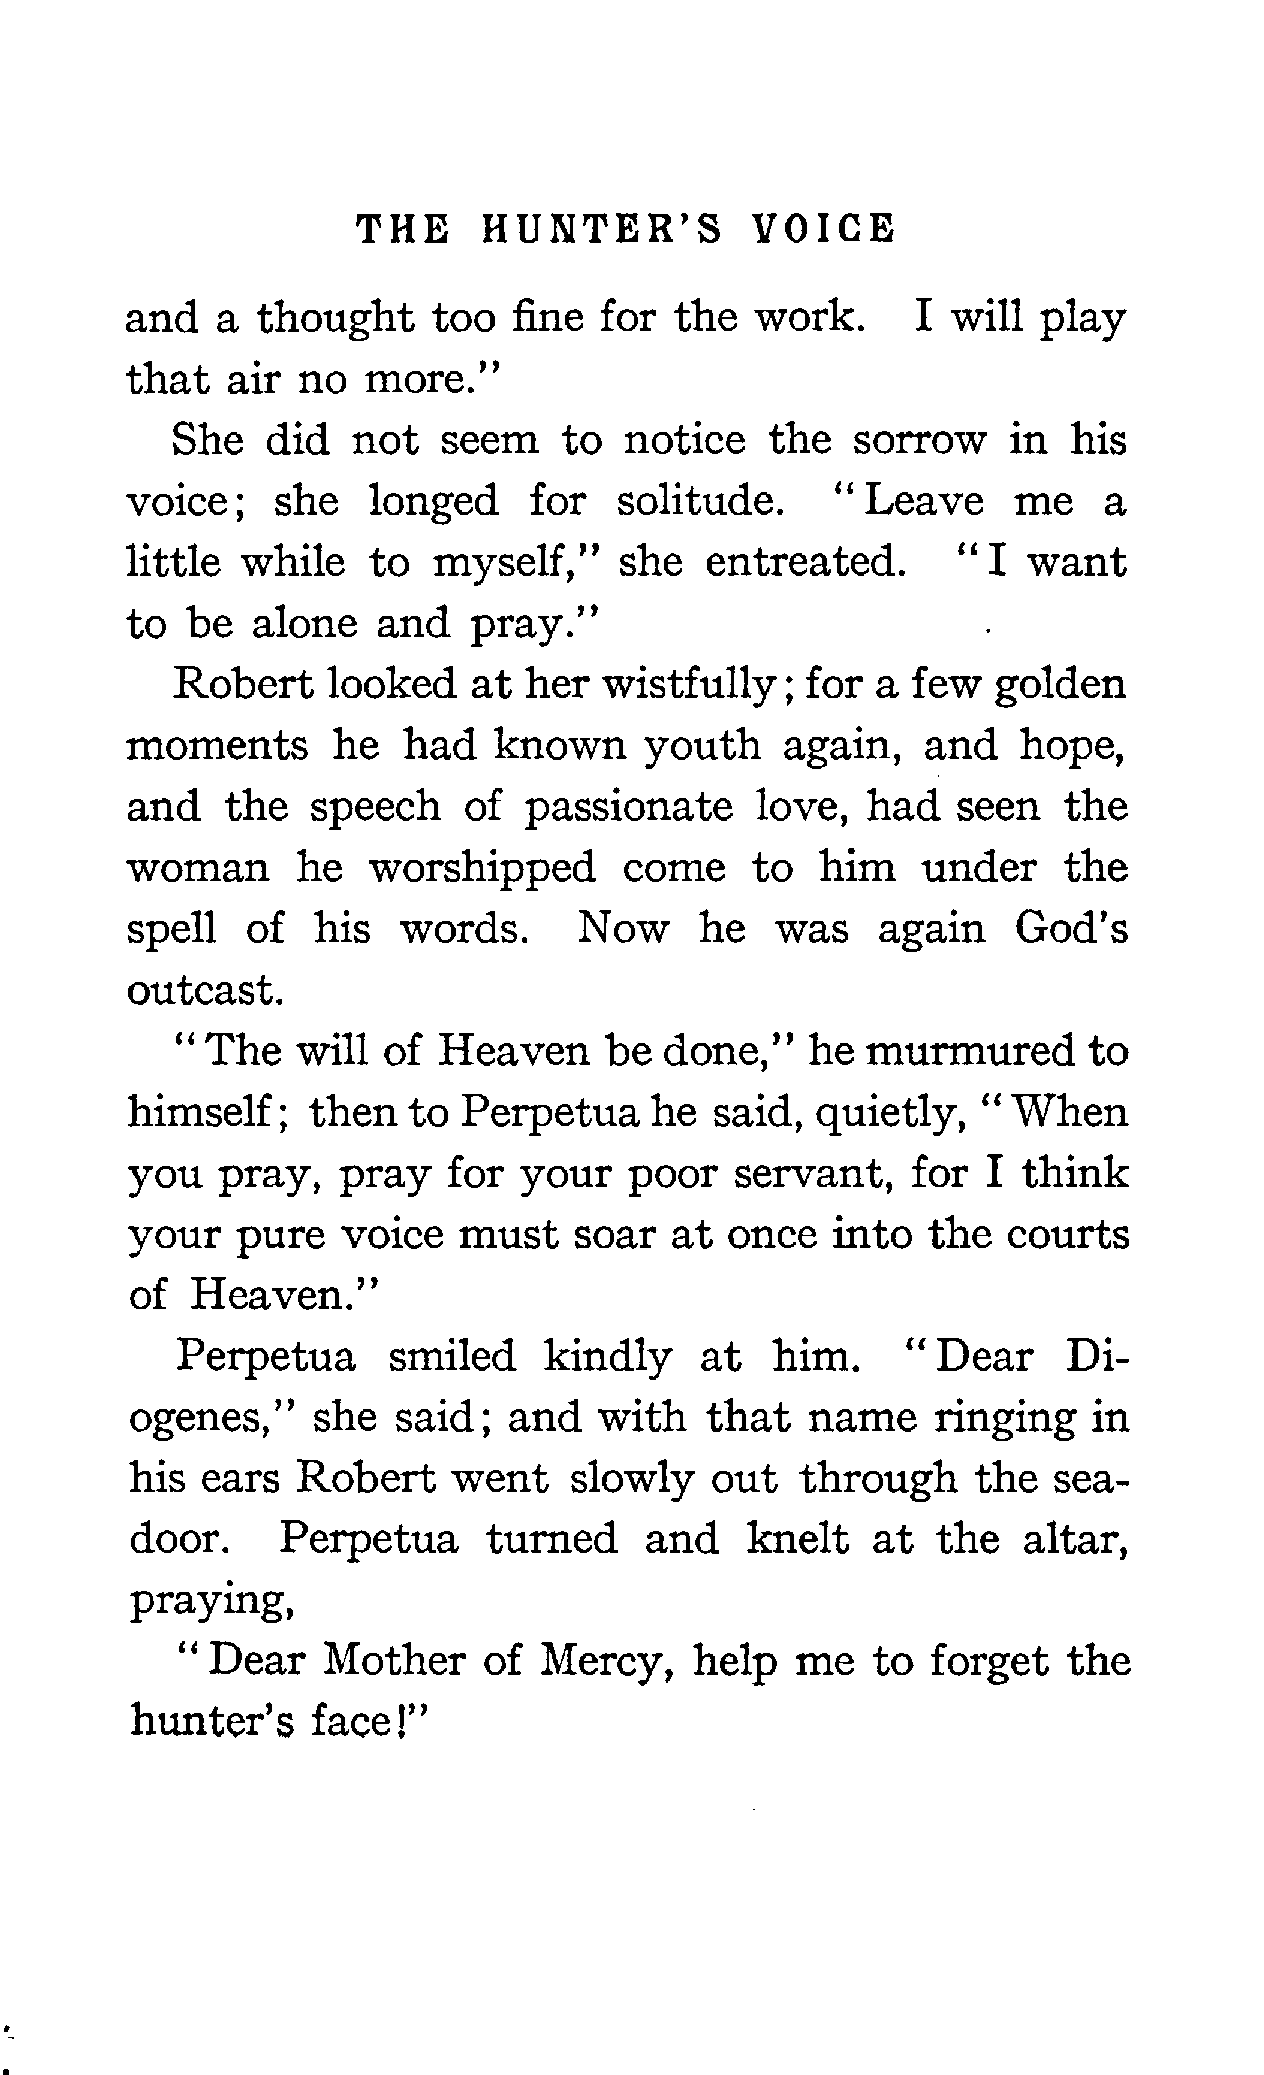 THE HUNTER'S VOICE
and a thought too fine for the work. I will play
that air no more."
She did not seem to notice the sorrow in his
voice; she longed for solitude. "Leave me a
little while to myself," she entreated. "I want
to be alone and pray."
Robert looked at her wistfully; for a few golden
moments he had known youth again, and hope,
and the speech of passionate love, had seen the
woman he worshipped come to him under the
spell of his words. Now he was again God's
outcast.
"The will of Heaven be done," he murmured to
himself; then to Perpetua he said, quietly, "When
you pray, pray for your poor servant, for I think
your pure voice must soar at once into the courts
of Heaven."
Perpetua smiled kindly at him. "Dear Di-
ogenes," she said; and with that name ringing in
his ears Robert went slowly out through the sea-
door. Perpetua turned and knelt at the altar,
praying,
"Dear Mother of Mercy, help me to forget the
hunter's face!"